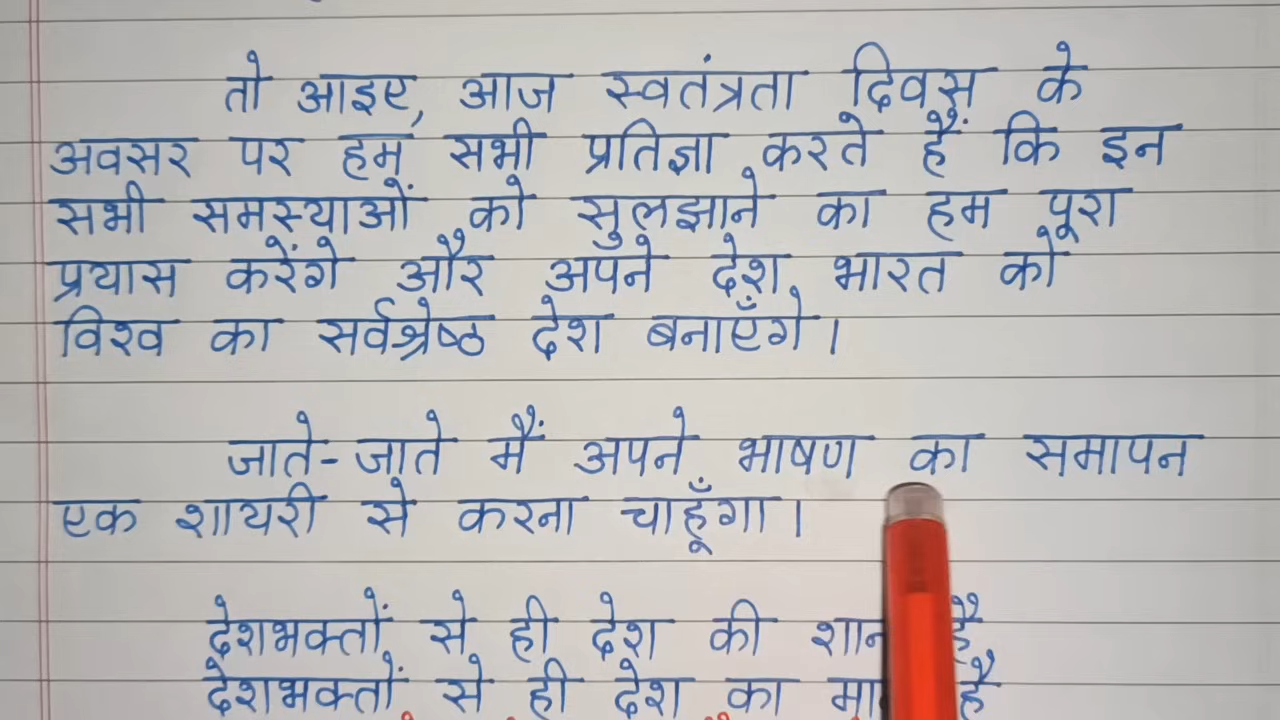 तो आइए, आज स्वतंत्रता दिवस के
अवसर पर हम सभी प्रतिज्ञा करते हैं कि इन
सभी समस्याओं को सुलझाने का हम पूरा
प्रयास करेंगे और अपने देश भारत को
विश्व का सर्वश्रेष्ठ देश बनाएँगे।
जाते-जाते मैं अपने भाषण का समापन
एक शायरी से करना चाहूँगा।
देशभक्तों से ही देश की शान है
देशभक्तों से ही देश का है